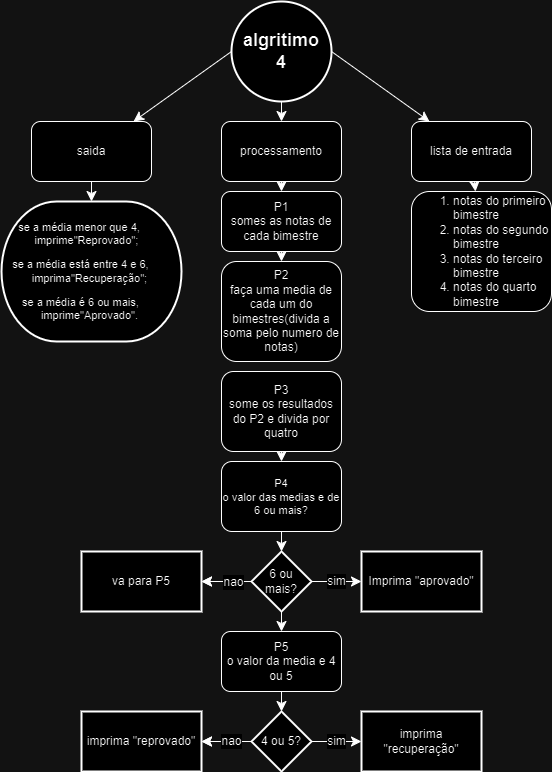 algritimo
4
saida
processamento
lista de entrada
se a média menor que 4,
imprime"Reprovado";
se a média está entre 4 e 6,
imprima"Recuperação";
se a média é 6 ou mais,
imprime"Aprovado".
P1
somes as notas de
cada bimestre
1. notas do primeiro
bimestre
2. notas do segundo
bimestre
3. notas do terceiro
bimestre
4. notas do quarto
bimestre
P2
faça uma media de
cada um do
bimestres(divida a
soma pelo numero de
notas)
P3
some os resultados
do P2 e divida por
quatro
P4
o valor das medias e de
6 ou mais?
va para P5
nao
6 ou
mais?
sim
Imprima "aprovado"
P5
o valor da media e 4
ou 5
imprima "reprovado"
nao
4 ou 5?
sim
imprima
"recuperação"